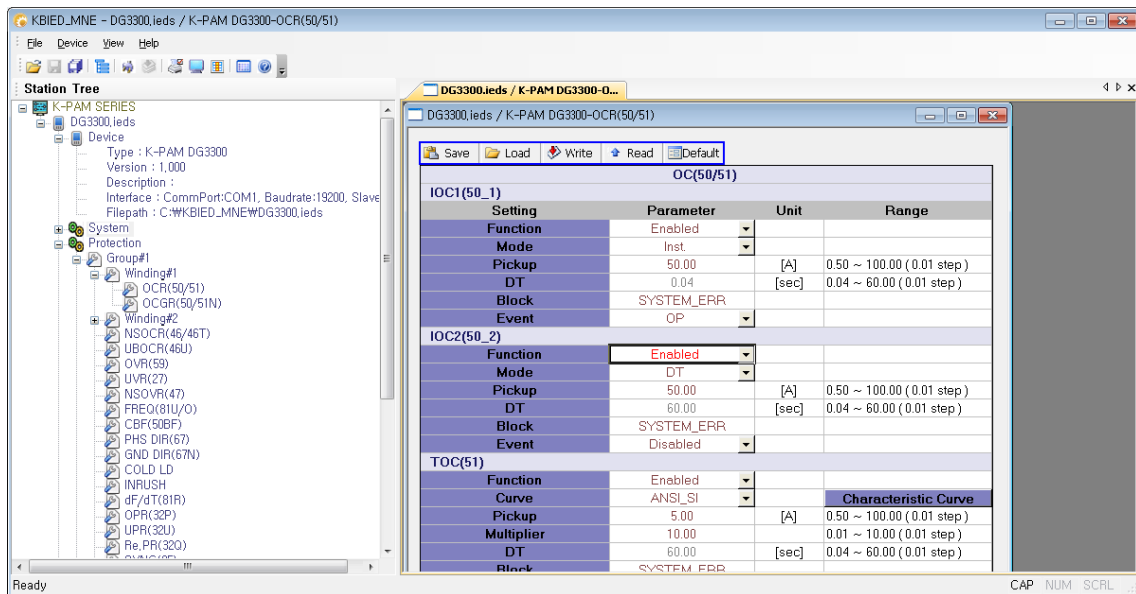 KBIED_MNE - DG3300.ieds / K-PAM DG3300-OCR(50/51)
File Device View Help
Station Tree
K-PAM SERIES
DG3300.ieds
Device
Type : K-PAM DG3300
Version : 1,000
Description :
Interface : CommPort:COM1, Baudrate:19200, Slave
Filepath : C:₩KBIED_MNE₩DG3300.ieds
System
Protection
Group#1
Winding#1
OCR(50/51)
OCGR(50/51N)
Winding#2
NSOCR(46/46T)
UBOCR(46U)
OVR(59)
UVR(27)
NSOVR(47)
FREQ(81U/O)
CBF(50BF)
PHS DIR(67)
GND DIR(67N)
COLD LD
INRUSH
dF/dT(81R)
OPR(32P)
UPR(32U)
Re,PR(32Q)
DG3300.ieds / K-PAM DG3300-O...
DG3300,ieds / K-PAM DG3300-OCR(50/51)
Save Load Write Read Default
OC(50/51)
IOC1(50_1)
Setting Parameter Unit Range
Function Enabled
Mode Inst.
Pickup 50.00 [A] 0.50 ~ 100.00 ( 0.01 step )
DT 0.04 [sec] 0.04 ~ 60.00 ( 0.01 step )
Block SYSTEM_ERR
Event OP
IOC2(50_2)
Function Enabled
Mode DT
Pickup 50.00 [A] 0.50 ~ 100.00 ( 0.01 step )
DT 60.00 [sec] 0.04 ~ 60.00 ( 0.01 step )
Block SYSTEM_ERR
Event Disabled
TOC(51)
Function Enabled
Curve ANSI_SI Characteristic Curve
Pickup 5.00 [A] 0.50 ~ 100.00 ( 0.01 step )
Multiplier 10.00 0.01 ~ 10.00 ( 0.01 step )
DT 60.00 [sec] 0.04 ~ 60.00 ( 0.01 step )
Block SYSTEM_ERR
Ready
CAP NUM SCRL